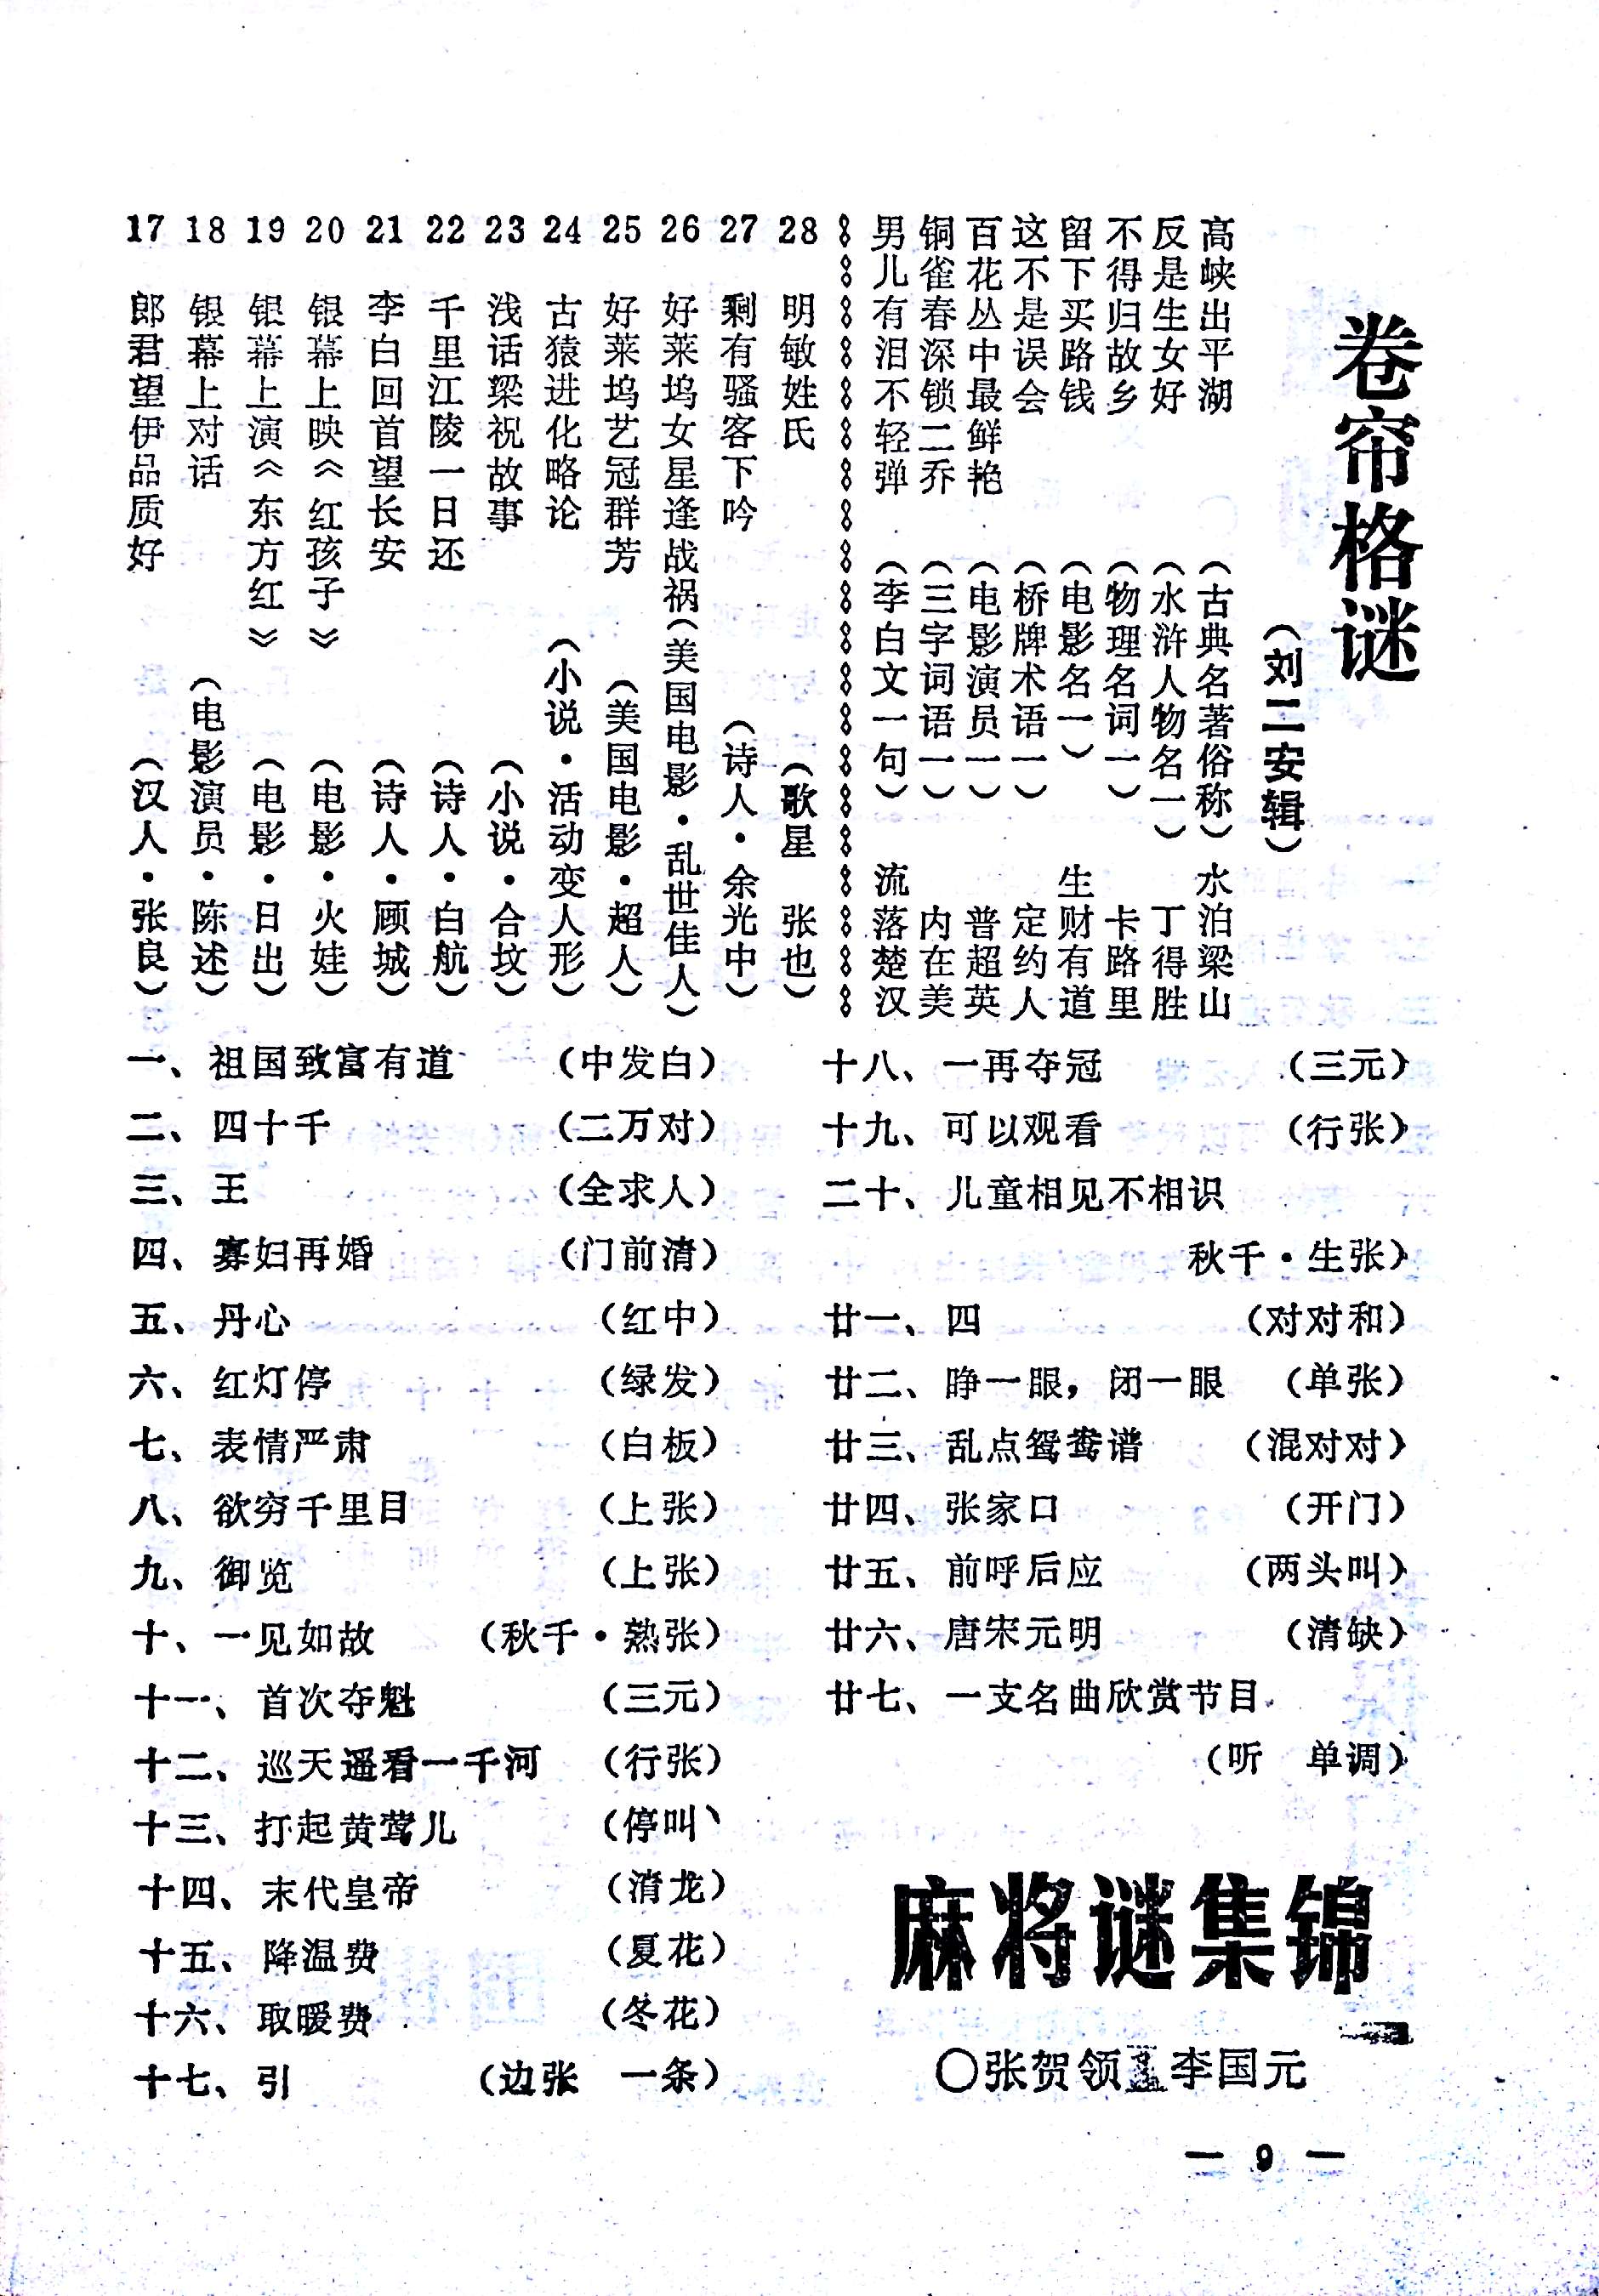 卷帘格谜
（刘二安辑）
高峡出平湖 （古典名著俗称） 水泊梁山
反是生女好 （水浒人物名一） 丁得胜
不得归故乡 （物理名词一） 卡路里
留下买路钱 （电影名一） 生财有道
这不是误会 （桥牌术语一） 定约人
百花丛中最鲜艳 （电影演员一） 普超英
铜雀春深锁二乔 （三字词语一） 内在美
男儿有泪不轻弹 （李白文一句） 流落楚汉
28 明敏姓氏 （歌星 张也）
27 剩有骚客下吟 （诗人·余光中）
26 好莱坞女星逢战祸（美国电影·乱世佳人）
25 好莱坞艺冠群芳 （美国电影·超人）
24 古猿进化略论 （小说·活动变人形）
23 浅话梁祝故事 （小说·合坟）
22 千里江陵一日还 （诗人·白航）
21 李白回首望长安 （诗人·顾城）
20 银幕上映《红孩子》 （电影·火娃）
19 银幕上演《东方红》 （电影·日出）
18 银幕上对话 （电影演员·陈述）
17 郎君望伊品质好 （汉人·张良）
麻将谜集锦
○张贺领 李国元
一、祖国致富有道 （中发白）
二、四十千 （二万对）
三、王 （全求人）
四、寡妇再婚 （门前清）
五、丹心 （红中）
六、红灯停 （绿发）
七、表情严肃 （白板）
八、欲穷千里目 （上张）
九、御览 （上张）
十、一见如故 （秋千·熟张）
十一、首次夺魁 （三元）
十二、巡天遥看一千河 （行张）
十三、打起黄莺儿 （停叫）
十四、末代皇帝 （清龙）
十五、降温费 （夏花）
十六、取暖费 （冬花）
十七、引 （边张 一条）
十八、一再夺冠 （三元）
十九、可以观看 （行张）
二十、儿童相见不相识
秋千·生张）
廿一、四 （对对和）
廿二、睁一眼，闭一眼 （单张）
廿三、乱点鸳鸯谱 （混对对）
廿四、张家口 （开门）
廿五、前呼后应 （两头叫）
廿六、唐宋元明 （清缺）
廿七、一支名曲欣赏节目
（听 单调）
— 9 —